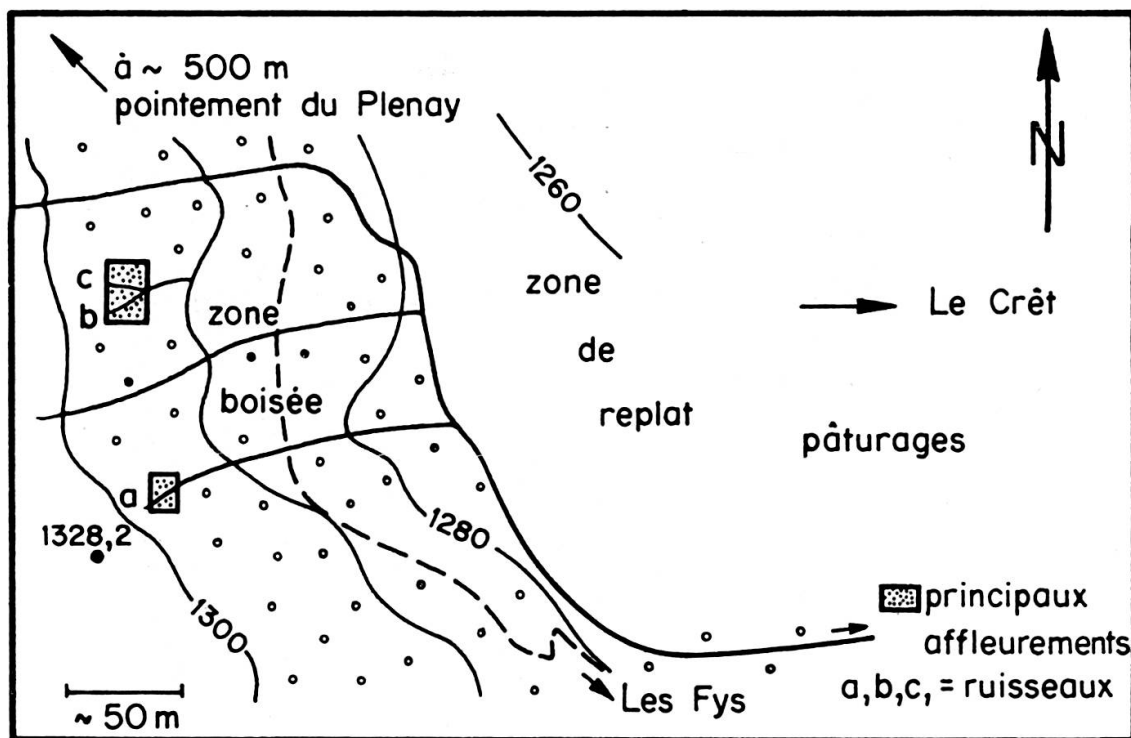 à ~ 500 m
pointement du Plenay
N
1260
zone
de
replat
Le Crêt
pâturages
c
b
zone
boisée
a
1328,2
1280
1300
~ 50 m
Les Fys
principaux
affleurements
a,b,c, = ruisseaux